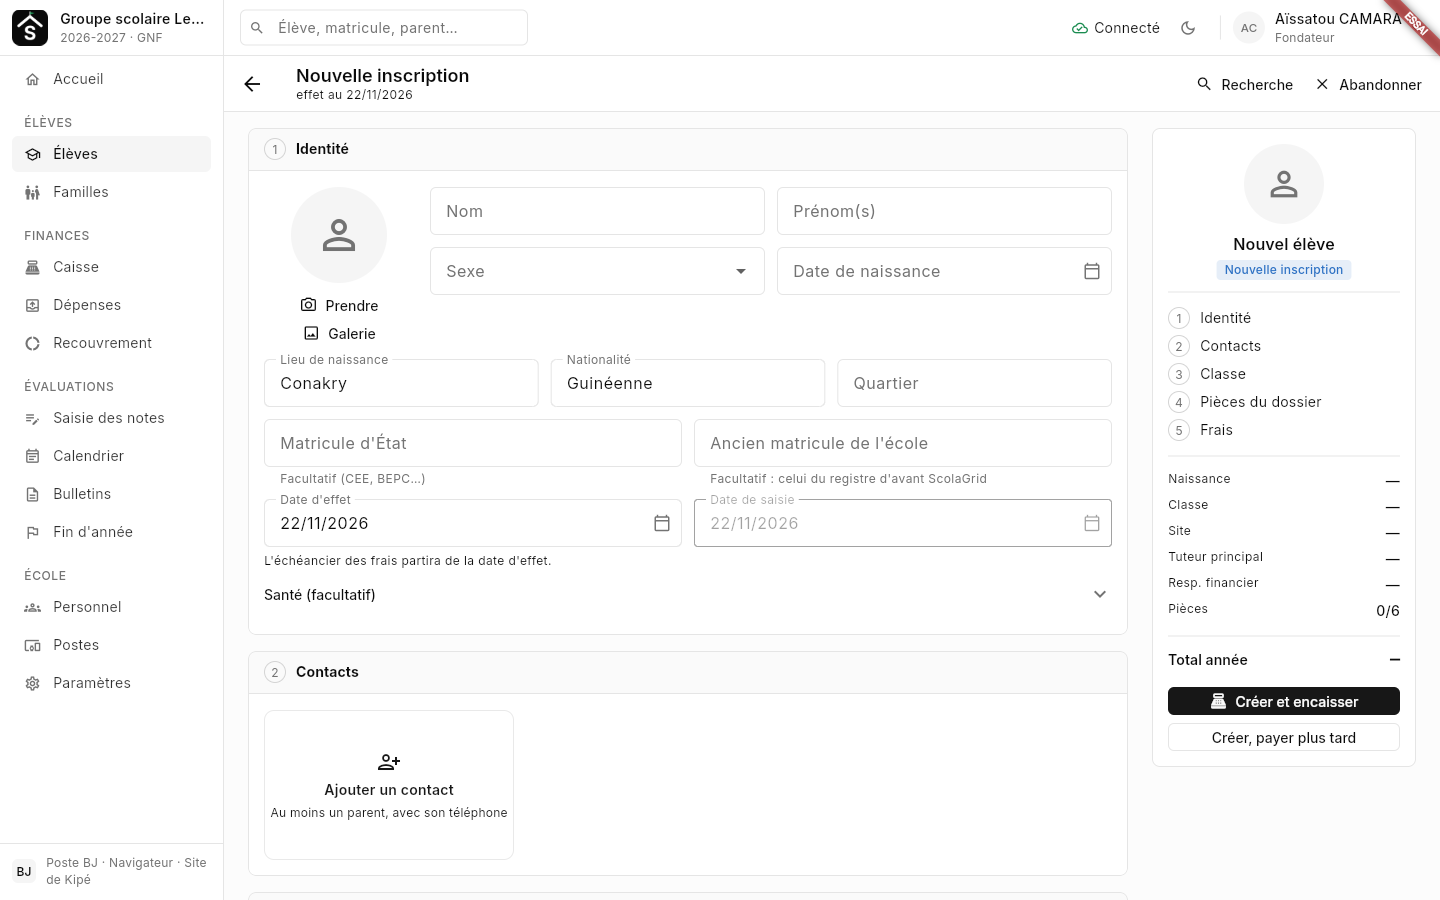 Groupe scolaire Le...
2026-2027 · GNF
Élève, matricule, parent...
Connecté
AC
Aïssatou CAMARA
Fondateur
ESSAI
Accueil
ÉLÈVES
Élèves
Familles
FINANCES
Caisse
Dépenses
Recouvrement
ÉVALUATIONS
Saisie des notes
Calendrier
Bulletins
Fin d'année
ÉCOLE
Personnel
Postes
Paramètres
BJ
Poste BJ · Navigateur · Site
de Kipé
Nouvelle inscription
effet au 22/11/2026
Recherche
Abandonner
1 Identité
Nom
Prénom(s)
Sexe
Date de naissance
Prendre
Galerie
Lieu de naissance
Conakry
Nationalité
Guinéenne
Quartier
Matricule d'État
Facultatif (CEE, BEPC...)
Ancien matricule de l'école
Facultatif : celui du registre d'avant ScolaGrid
Date d'effet
22/11/2026
Date de saisie
22/11/2026
L'échéancier des frais partira de la date d'effet.
Santé (facultatif)
2 Contacts
Ajouter un contact
Au moins un parent, avec son téléphone
Nouvel élève
Nouvelle inscription
1 Identité
2 Contacts
3 Classe
4 Pièces du dossier
5 Frais
Naissance —
Classe —
Site —
Tuteur principal —
Resp. financier —
Pièces 0/6
Total année —
Créer et encaisser
Créer, payer plus tard